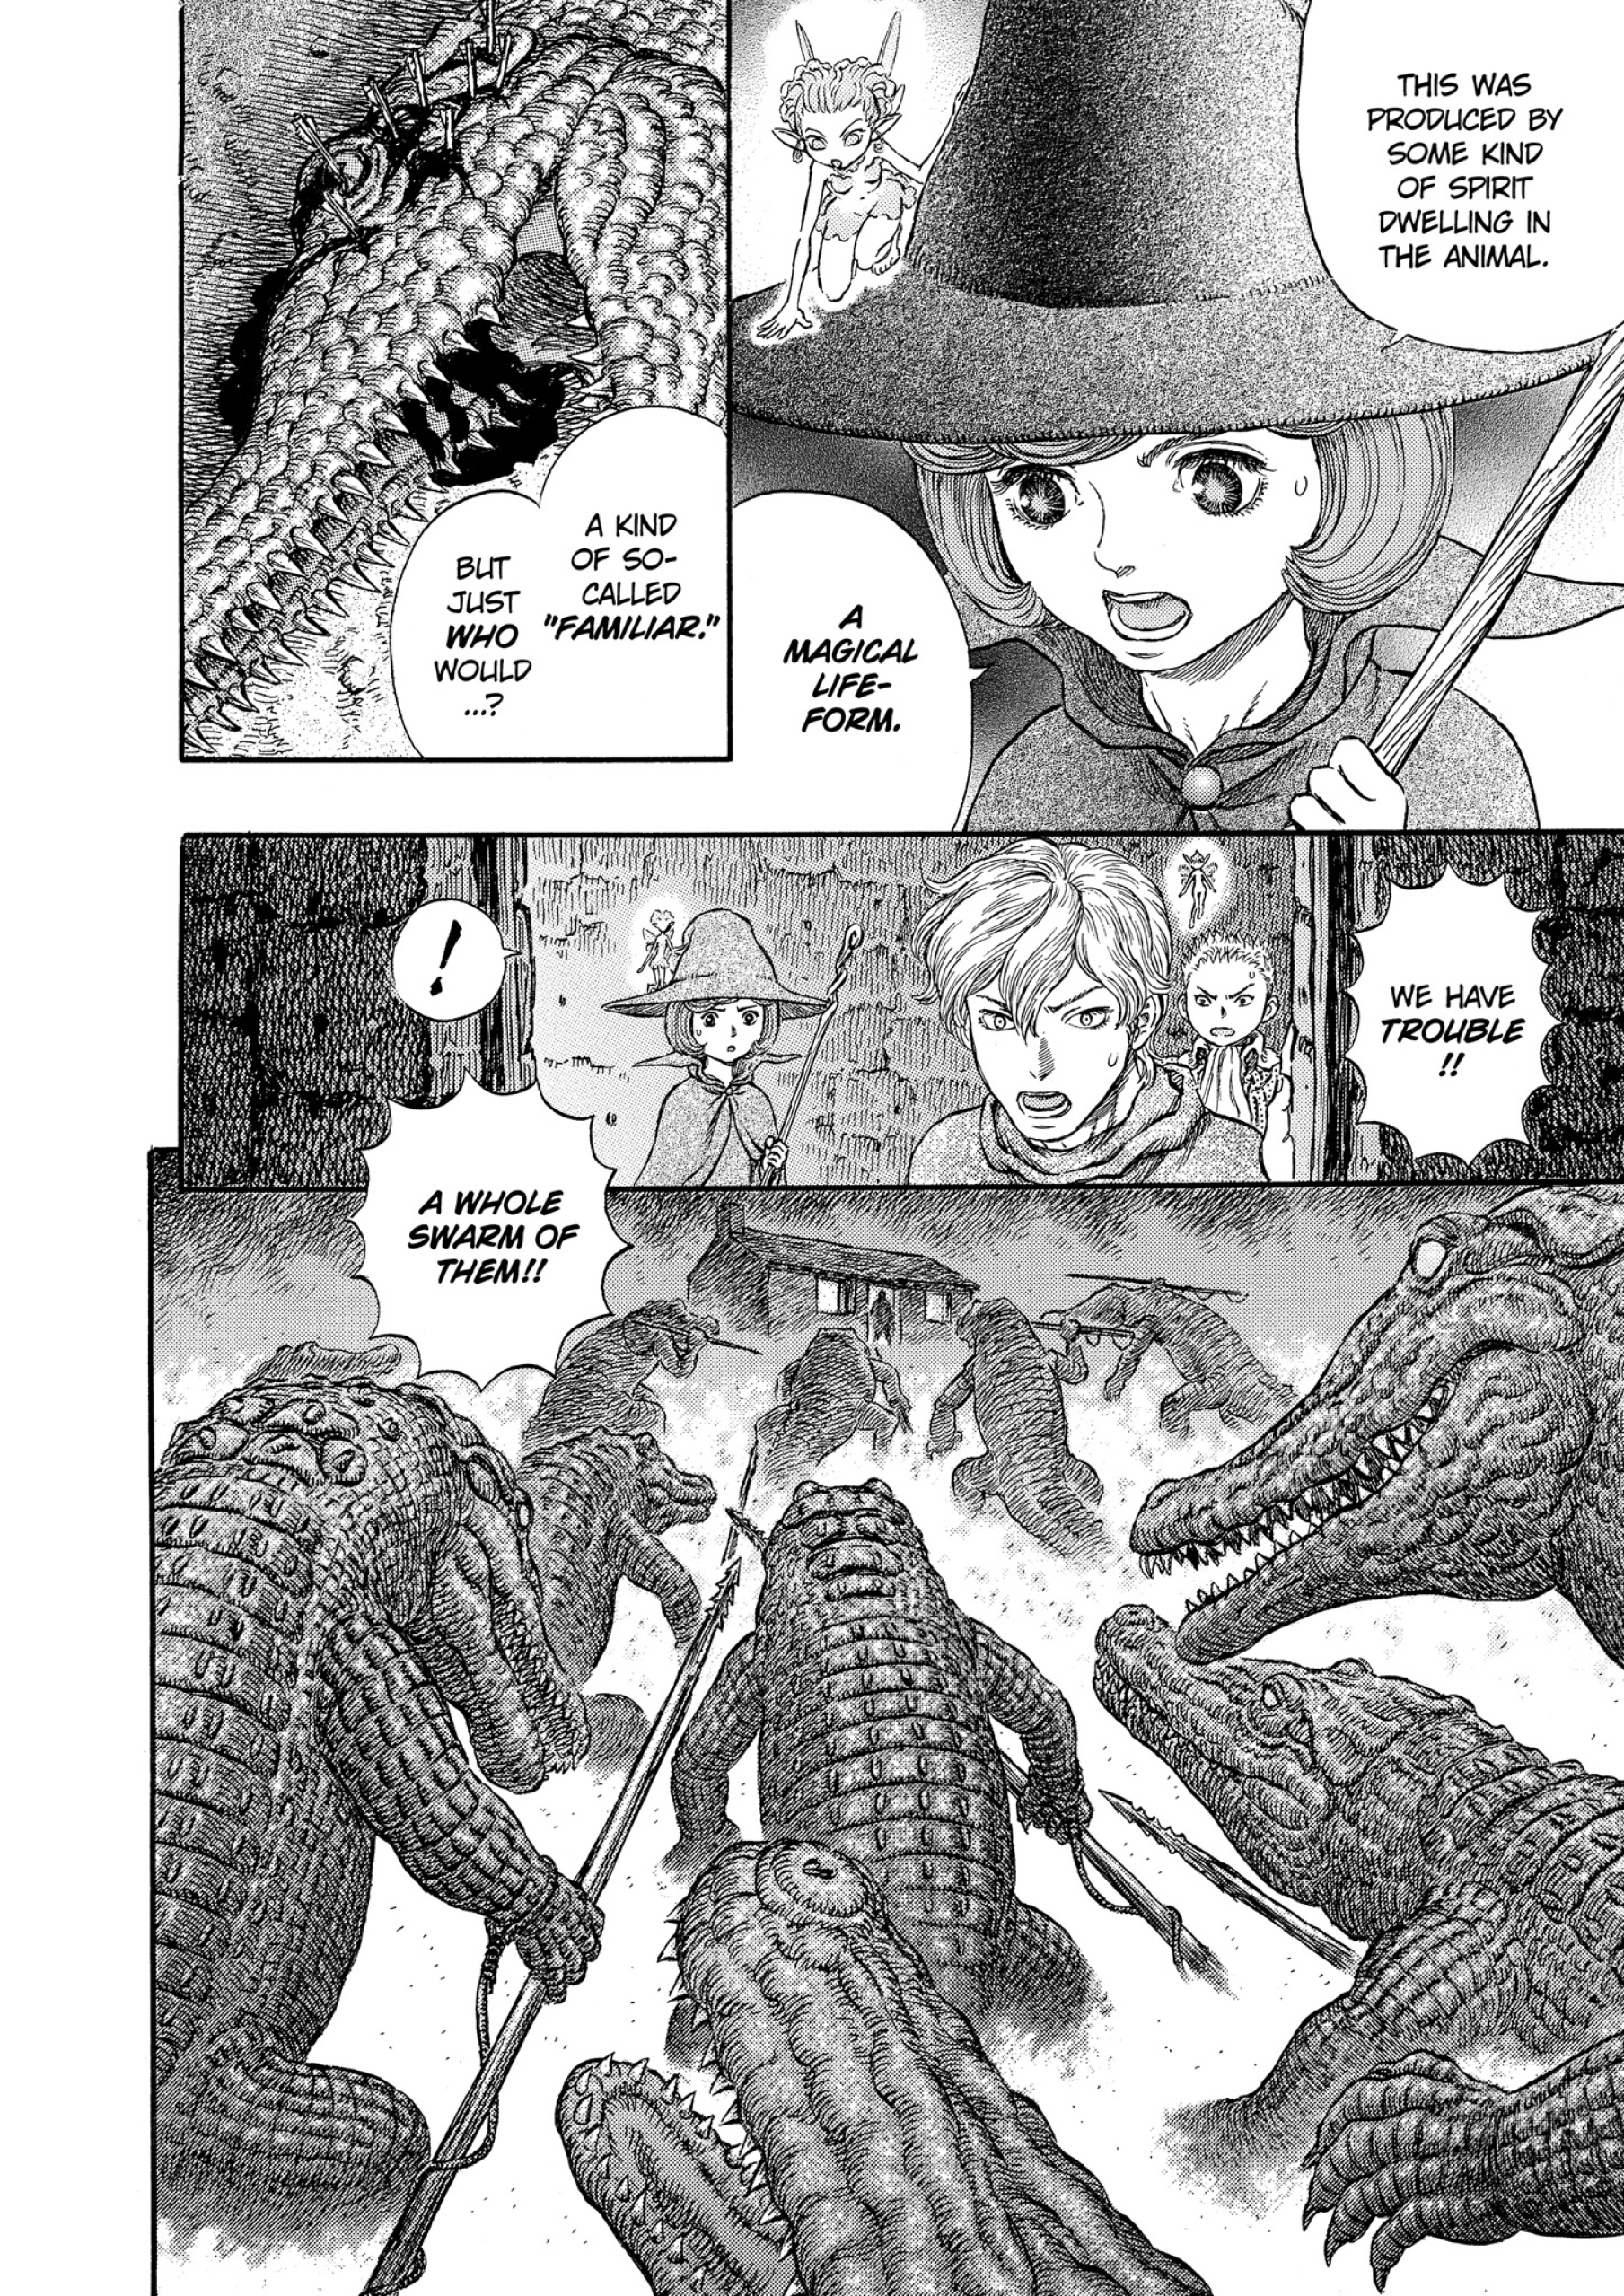 THIS WAS
PRODUCED BY
SOME KIND
OF SPIRIT
DWELLING IN
THE ANIMAL.
A
MAGICAL
LIFE-
FORM.
A KIND
OF SO-
CALLED
"FAMILIAR."
BUT
JUST
WHO
WOULD
...?
WE HAVE
TROUBLE
!!
!
A WHOLE
SWARM OF
THEM!!